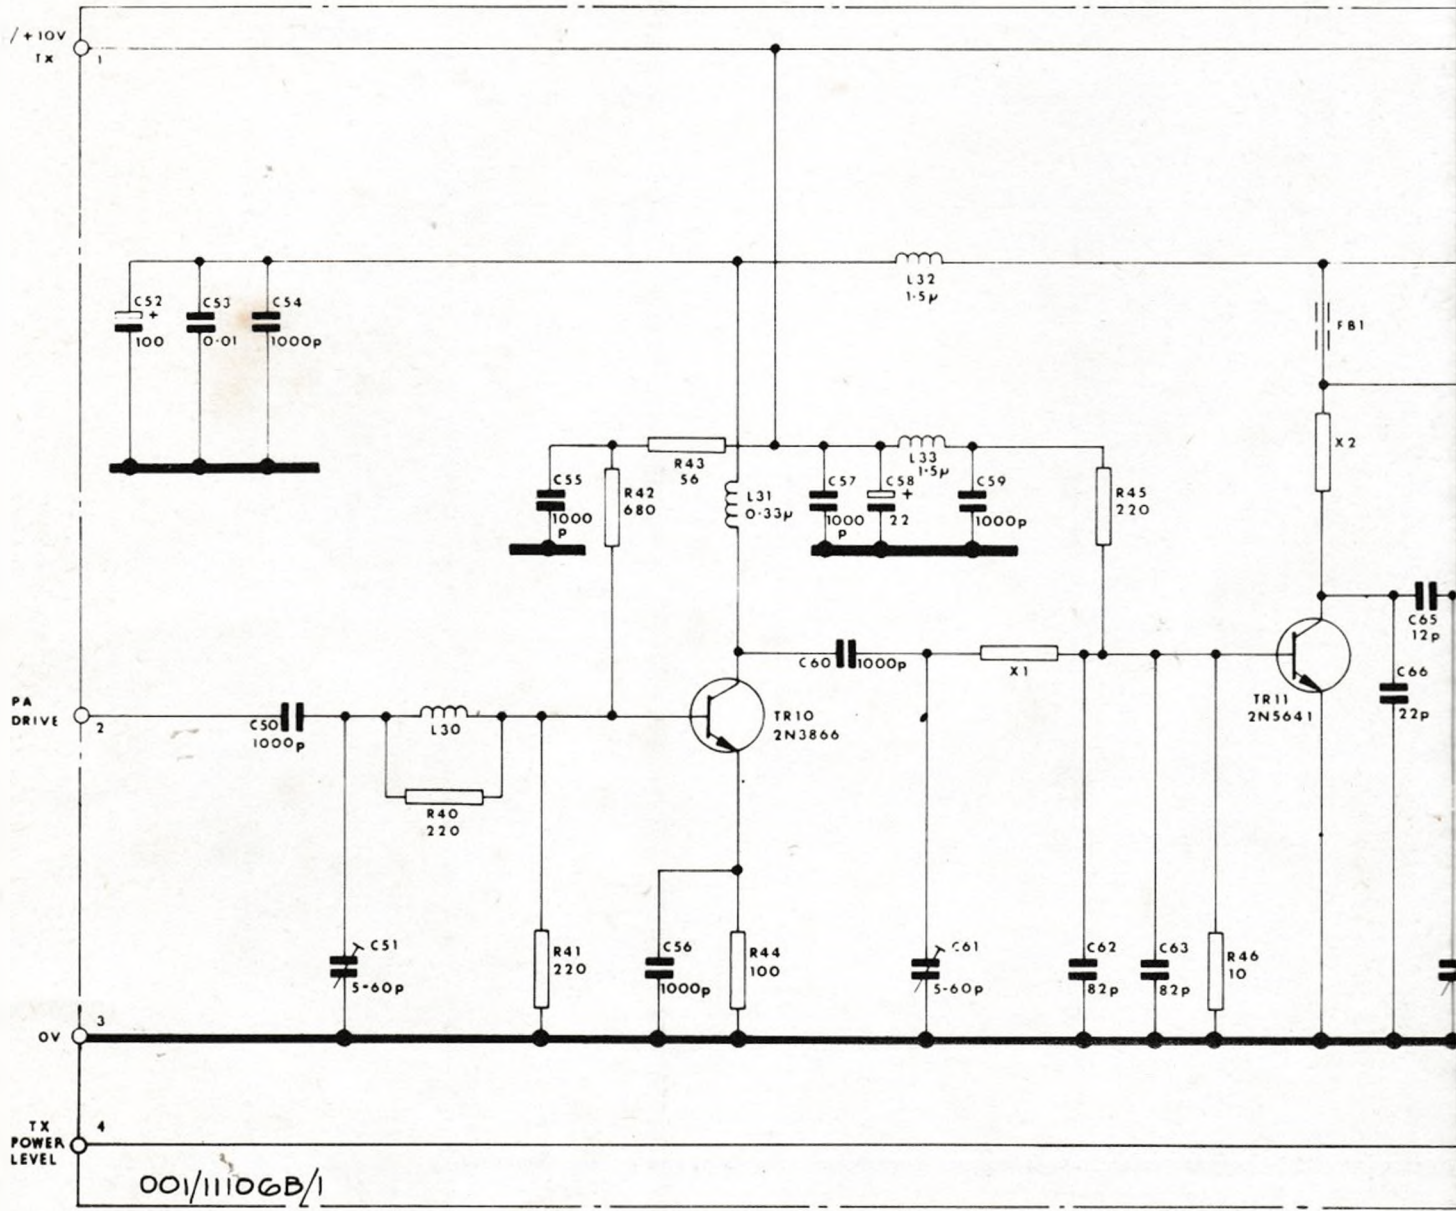 /+10V
TX
1
C52
+
100
C53
0·01
C54
1000p
L32
1·5μ
FB1
X2
C55
1000
p
R42
680
R43
56
L31
0·33μ
C57
1000
p
C58
+
22
L33
1·5μ
C59
1000p
R45
220
C65
12p
C66
22p
PA
DRIVE
2
C50
1000p
L30
R40
220
TR10
2N3866
C60
1000p
X1
TR11
2N5641
C51
5-60p
R41
220
C56
1000p
R44
100
C61
5-60p
C62
82p
C63
82p
R46
10
0V
3
TX
POWER
LEVEL
4
001/11106B/1